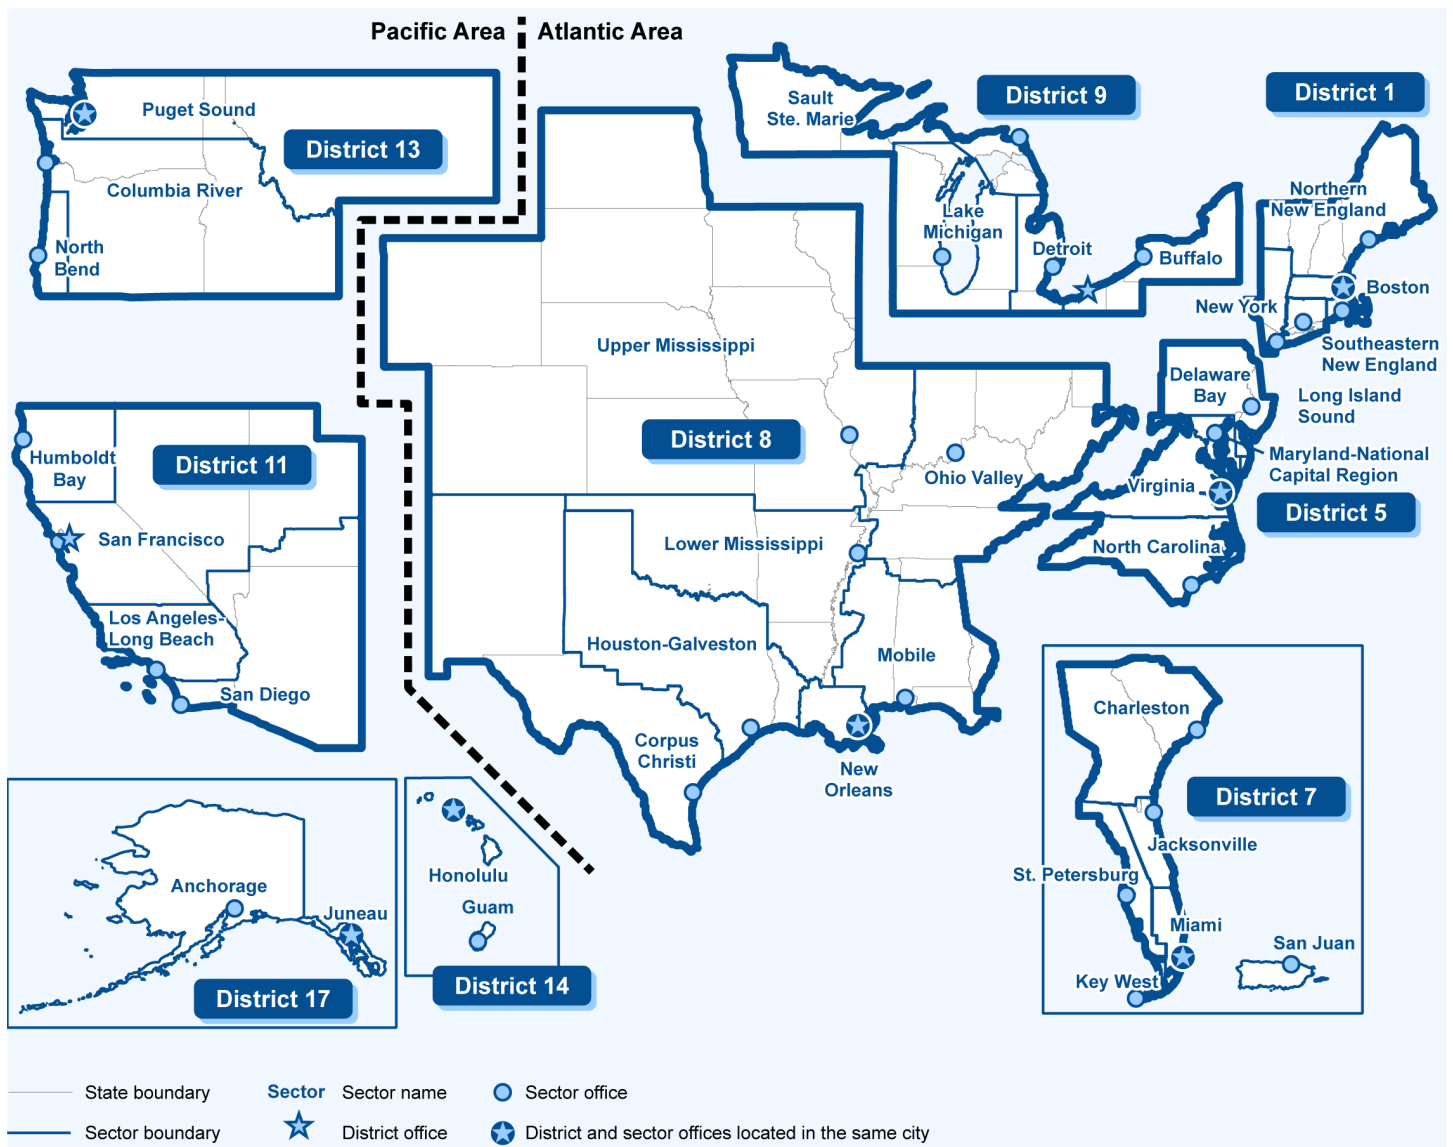 Pacific Area
Atlantic Area
Puget Sound
District 13
Columbia River
North
Bend
Sault
Ste. Marie
District 9
Lake
Michigan
Detroit
Buffalo
District 1
Northern
New England
Boston
New York
Southeastern
New England
Long Island
Sound
Delaware
Bay
Maryland-National
Capital Region
Virginia
District 5
North Carolina
Upper Mississippi
District 8
Ohio Valley
Lower Mississippi
Houston-Galveston
Mobile
Corpus
Christi
New
Orleans
Humboldt
Bay
District 11
San Francisco
Los Angeles-
Long Beach
San Diego
Charleston
District 7
Jacksonville
St. Petersburg
Miami
San Juan
Key West
Anchorage
Juneau
District 17
Honolulu
Guam
District 14
State boundary
Sector
Sector name
Sector office
Sector boundary
District office
District and sector offices located in the same city